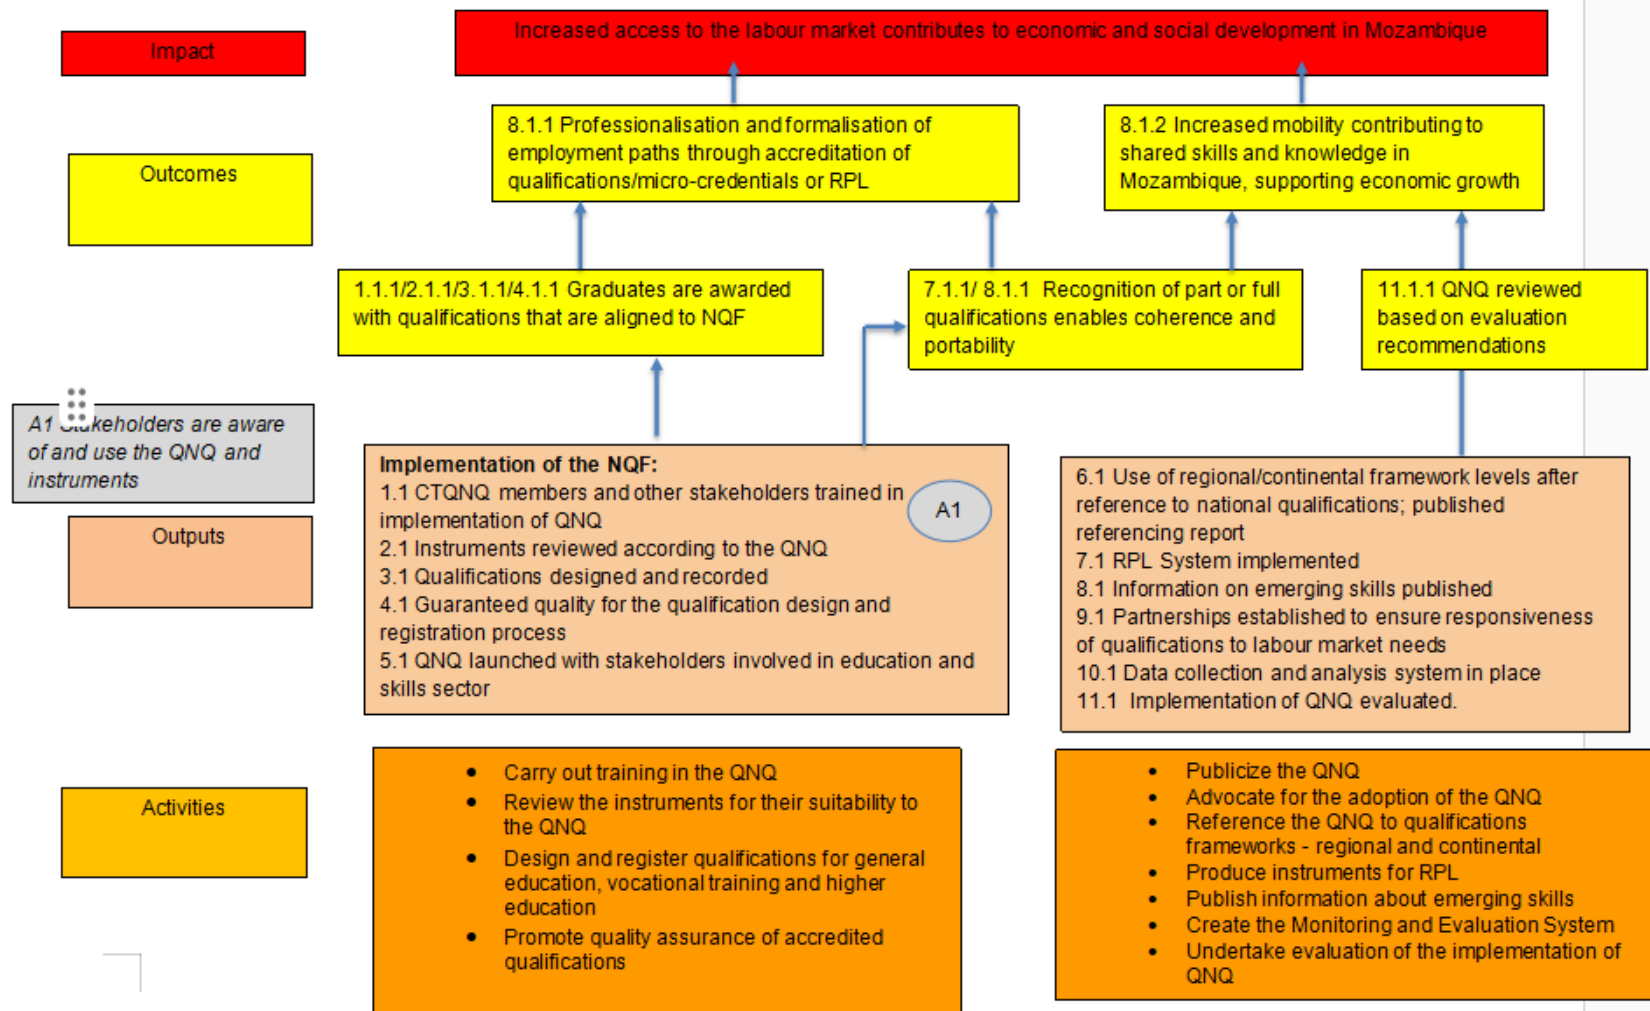 Impact
Increased access to the labour market contributes to economic and social development in Mozambique
Outcomes
8.1.1 Professionalisation and formalisation of
employment paths through accreditation of
qualifications/micro-credentials or RPL
8.1.2 Increased mobility contributing to
shared skills and knowledge in
Mozambique, supporting economic growth
1.1.1/2.1.1/3.1.1/4.1.1 Graduates are awarded
with qualifications that are aligned to NQF
7.1.1/ 8.1.1 Recognition of part or full
qualifications enables coherence and
portability
11.1.1 QNQ reviewed
based on evaluation
recommendations
A1 Stakeholders are aware
of and use the QNQ and
instruments
Outputs
Implementation of the NQF:
1.1 CTQNQ members and other stakeholders trained in
implementation of QNQ
2.1 Instruments reviewed according to the QNQ
3.1 Qualifications designed and recorded
4.1 Guaranteed quality for the qualification design and
registration process
5.1 QNQ launched with stakeholders involved in education and
skills sector
A1
6.1 Use of regional/continental framework levels after
reference to national qualifications; published
referencing report
7.1 RPL System implemented
8.1 Information on emerging skills published
9.1 Partnerships established to ensure responsiveness
of qualifications to labour market needs
10.1 Data collection and analysis system in place
11.1 Implementation of QNQ evaluated.
Activities
• Carry out training in the QNQ
• Review the instruments for their suitability to
the QNQ
• Design and register qualifications for general
education, vocational training and higher
education
• Promote quality assurance of accredited
qualifications
• Publicize the QNQ
• Advocate for the adoption of the QNQ
• Reference the QNQ to qualifications
frameworks - regional and continental
• Produce instruments for RPL
• Publish information about emerging skills
• Create the Monitoring and Evaluation System
• Undertake evaluation of the implementation of
QNQ